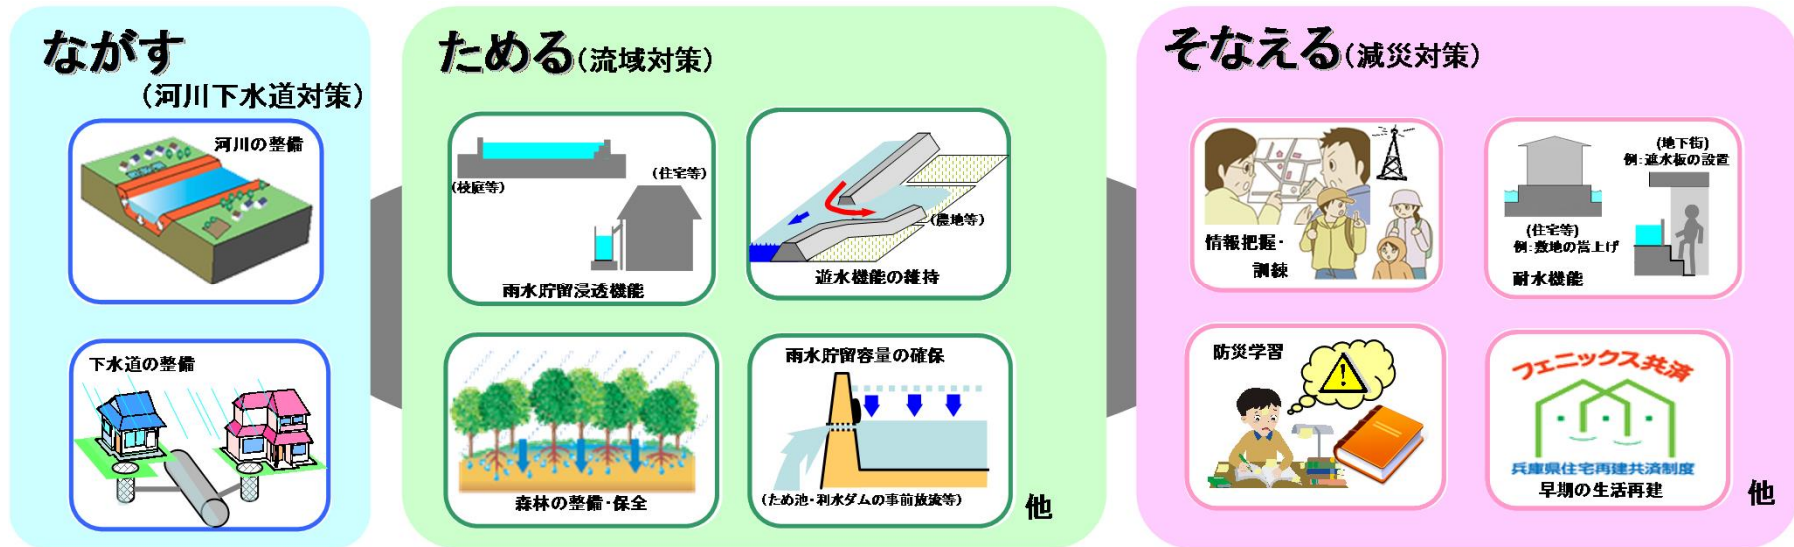 ながす
(河川下水道対策)
河川の整備
下水道の整備
ためる(流域対策)
(校庭等)
(住宅等)
雨水貯留浸透機能
(農地等)
遊水機能の維持
森林の整備・保全
雨水貯留容量の確保
(ため池・利水ダムの事前放流等)
他
そなえる(減災対策)
情報把握・
訓練
(地下街)
例:遮水板の設置
(住宅等)
例:敷地の嵩上げ
耐水機能
防災学習
フェニックス共済
兵庫県住宅再建共済制度
早期の生活再建
他